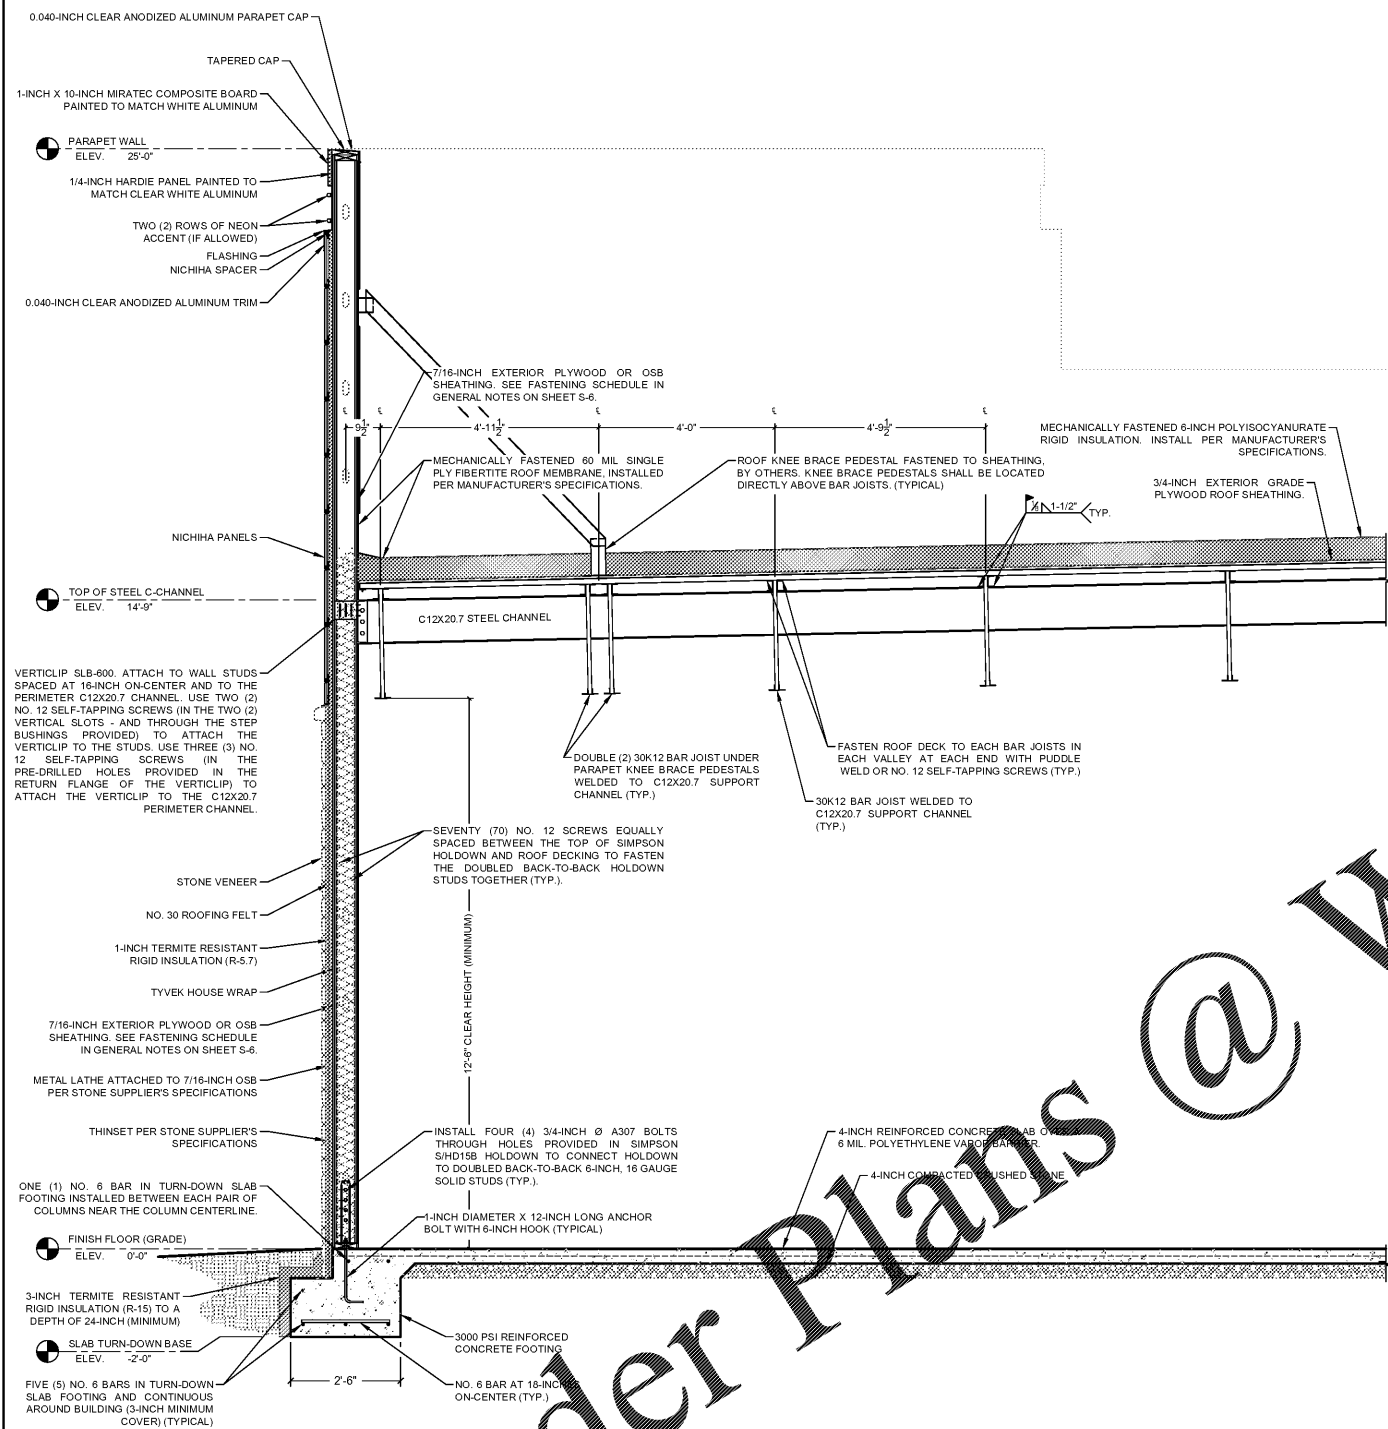 0.040-INCH CLEAR ANODIZED ALUMINUM PARAPET CAP
TAPERED CAP
1-INCH X 10-INCH MIRATEC COMPOSITE BOARD
PAINTED TO MATCH WHITE ALUMINUM
PARAPET WALL
ELEV. 25'-0"
1/4-INCH HARDIE PANEL PAINTED TO
MATCH CLEAR WHITE ALUMINUM
TWO (2) ROWS OF NEON
ACCENT (IF ALLOWED)
FLASHING
NICHIHA SPACER
0.040-INCH CLEAR ANODIZED ALUMINUM TRIM
7/16-INCH EXTERIOR PLYWOOD OR OSB
SHEATHING. SEE FASTENING SCHEDULE IN
GENERAL NOTES ON SHEET S-6.
9 1/2"
4'-11 1/2"
4'-0"
4'-9 1/2"
MECHANICALLY FASTENED 6-INCH POLYISOCYANURATE
RIGID INSULATION. INSTALL PER MANUFACTURER'S
SPECIFICATIONS.
MECHANICALLY FASTENED 60 MIL SINGLE
PLY FIBERTITE ROOF MEMBRANE, INSTALLED
PER MANUFACTURER'S SPECIFICATIONS.
ROOF KNEE BRACE PEDESTAL FASTENED TO SHEATHING,
BY OTHERS. KNEE BRACE PEDESTALS SHALL BE LOCATED
DIRECTLY ABOVE BAR JOISTS. (TYPICAL)
3/4-INCH EXTERIOR GRADE
PLYWOOD ROOF SHEATHING.
1-1/2"
TYP.
NICHIHA PANELS
TOP OF STEEL C-CHANNEL
ELEV. 14'-9"
C12X20.7 STEEL CHANNEL
VERTICLIP SLB-600. ATTACH TO WALL STUDS
SPACED AT 16-INCH ON-CENTER AND TO THE
PERIMETER C12X20.7 CHANNEL. USE TWO (2)
NO. 12 SELF-TAPPING SCREWS (IN THE TWO (2)
VERTICAL SLOTS - AND THROUGH THE STEP
BUSHINGS PROVIDED) TO ATTACH THE
VERTICLIP TO THE STUDS. USE THREE (3) NO.
12 SELF-TAPPING SCREWS (IN THE
PRE-DRILLED HOLES PROVIDED IN THE
RETURN FLANGE OF THE VERTICLIP) TO
ATTACH THE VERTICLIP TO THE C12X20.7
PERIMETER CHANNEL.
DOUBLE (2) 30K12 BAR JOIST UNDER
PARAPET KNEE BRACE PEDESTALS
WELDED TO C12X20.7 SUPPORT
CHANNEL (TYP.)
FASTEN ROOF DECK TO EACH BAR JOISTS IN
EACH VALLEY AT EACH END WITH PUDDLE
WELD OR NO. 12 SELF-TAPPING SCREWS (TYP.)
30K12 BAR JOIST WELDED TO
C12X20.7 SUPPORT CHANNEL
(TYP.)
SEVENTY (70) NO. 12 SCREWS EQUALLY
SPACED BETWEEN THE TOP OF SIMPSON
HOLDOWN AND ROOF DECKING TO FASTEN
THE DOUBLED BACK-TO-BACK HOLDOWN
STUDS TOGETHER (TYP.).
STONE VENEER
NO. 30 ROOFING FELT
1-INCH TERMITE RESISTANT
RIGID INSULATION (R-5.7)
TYVEK HOUSE WRAP
7/16-INCH EXTERIOR PLYWOOD OR OSB
SHEATHING. SEE FASTENING SCHEDULE
IN GENERAL NOTES ON SHEET S-6.
METAL LATHE ATTACHED TO 7/16-INCH OSB
PER STONE SUPPLIER'S SPECIFICATIONS
12'-6" CLEAR HEIGHT (MINIMUM)
THINSET PER STONE SUPPLIER'S
SPECIFICATIONS
INSTALL FOUR (4) 3/4-INCH Ø A307 BOLTS
THROUGH HOLES PROVIDED IN SIMPSON
S/HD15B HOLDOWN TO CONNECT HOLDOWN
TO DOUBLED BACK-TO-BACK 6-INCH, 16 GAUGE
SOLID STUDS (TYP.).
4-INCH REINFORCED CONCRETE SLAB OVER
6 MIL. POLYETHYLENE VAPOR BARRIER.
4-INCH COMPACTED CRUSHED STONE
ONE (1) NO. 6 BAR IN TURN-DOWN SLAB
FOOTING INSTALLED BETWEEN EACH PAIR OF
COLUMNS NEAR THE COLUMN CENTERLINE.
1-INCH DIAMETER X 12-INCH LONG ANCHOR
BOLT WITH 6-INCH HOOK (TYPICAL)
FINISH FLOOR (GRADE)
ELEV. 0'-0"
3-INCH TERMITE RESISTANT
RIGID INSULATION (R-15) TO A
DEPTH OF 24-INCH (MINIMUM)
SLAB TURN-DOWN BASE
ELEV. -2'-0"
3000 PSI REINFORCED
CONCRETE FOOTING
2'-6"
NO. 6 BAR AT 18-INCHES
ON-CENTER (TYP.)
FIVE (5) NO. 6 BARS IN TURN-DOWN
SLAB FOOTING AND CONTINUOUS
AROUND BUILDING (3-INCH MINIMUM
COVER) (TYPICAL)
der Plans @ W